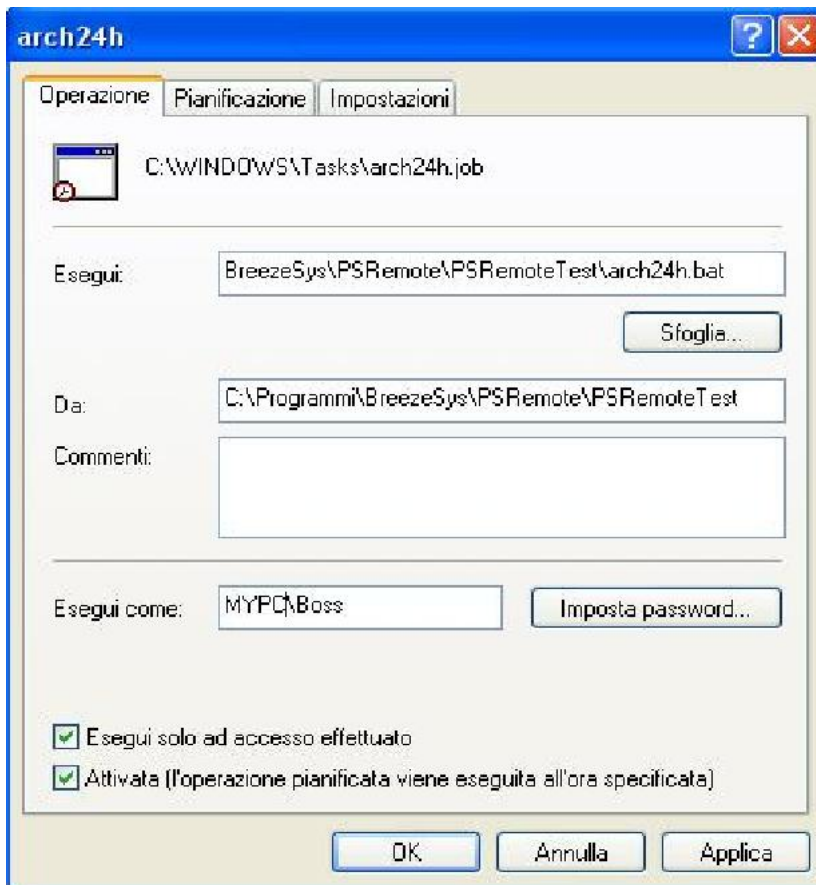 arch24h
Operazione Pianificazione Impostazioni
C:\WINDOWS\Tasks\arch24h.job
Esegui: BreezeSys\PSRemote\PSRemoteTest\arch24h.bat
Sfoglia...
Da: C:\Programmi\BreezeSys\PSRemote\PSRemoteTest
Commenti:
Esegui come: MYPC\Boss Imposta password...
Esegui solo ad accesso effettuato
Attivata (l'operazione pianificata viene eseguita all'ora specificata)
OK Annulla Applica